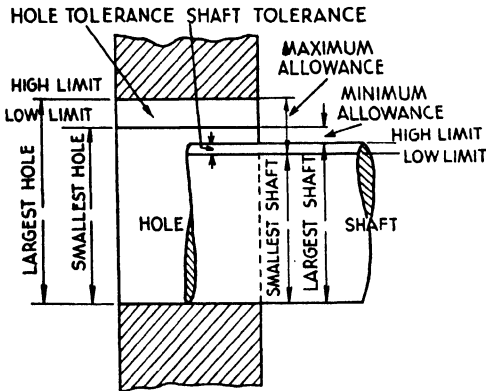 HOLE TOLERANCE SHAFT TOLERANCE
MAXIMUM
ALLOWANCE
MINIMUM
ALLOWANCE
HIGH LIMIT
LOW LIMIT
HIGH LIMIT
LOW LIMIT
LARGEST HOLE
SMALLEST HOLE
HOLE
SMALLEST SHAFT
LARGEST SHAFT
SHAFT